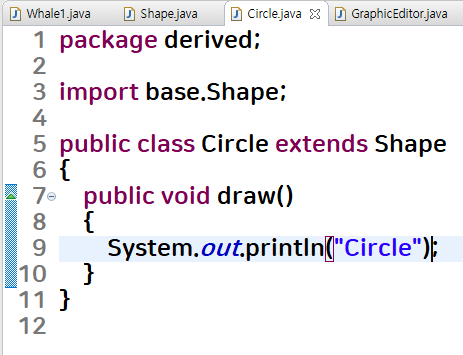 Whale1.java Shape.java Circle.java GraphicEditor.java
1 package derived;
2
3 import base.Shape;
4
5 public class Circle extends Shape
6 {
7 public void draw()
8 {
9 System.out.println("Circle");
10 }
11 }
12